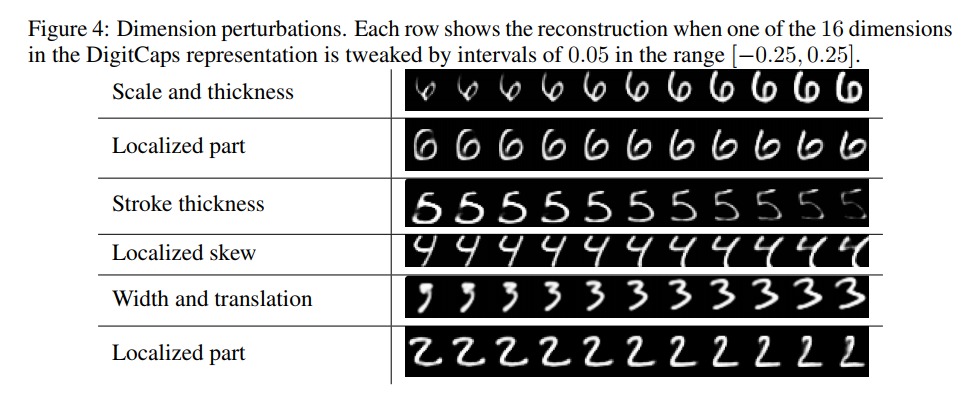 Figure 4: Dimension perturbations. Each row shows the reconstruction when one of the 16 dimensions
in the DigitCaps representation is tweaked by intervals of 0.05 in the range [−0.25, 0.25].
Scale and thickness 6 6 6 6 6 6 6 6 6 6 6
Localized part 6 6 6 6 6 6 6 6 6 6 6
Stroke thickness 5 5 5 5 5 5 5 5 5 5 5
Localized skew 4 4 4 4 4 4 4 4 4 4 4
Width and translation 3 3 3 3 3 3 3 3 3 3 3
Localized part 2 2 2 2 2 2 2 2 2 2 2